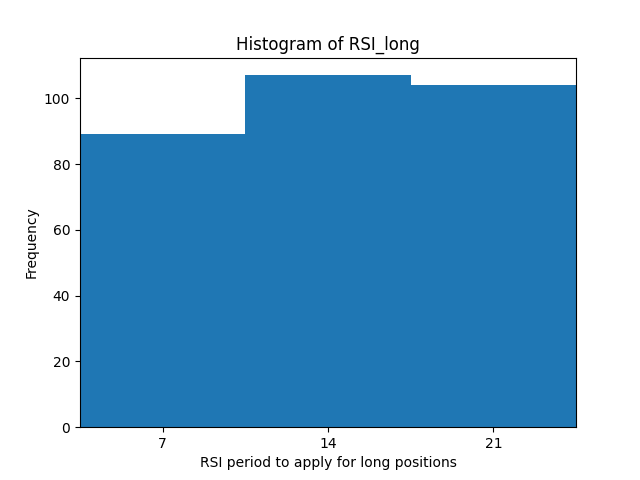 Histogram of RSI_long
100
80
60
40
20
0
Frequency
7 14 21
RSI period to apply for long positions